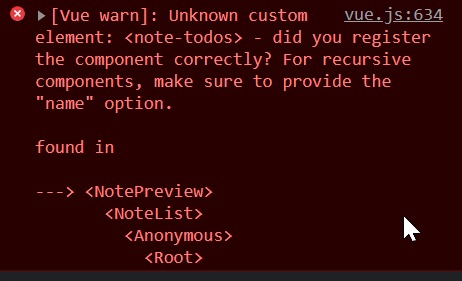 [Vue warn]: Unknown custom vue.js:634
element: <note-todos> - did you register
the component correctly? For recursive
components, make sure to provide the
"name" option.
found in
---> <NotePreview>
<NoteList>
<Anonymous>
<Root>